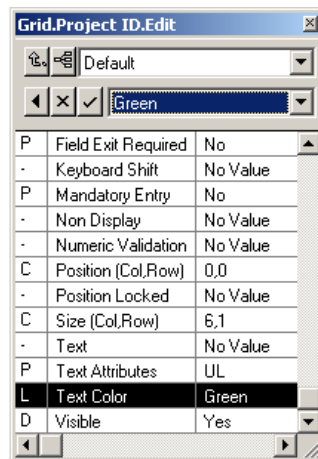 Grid.Project ID.Edit
Default
Green
P Field Exit Required No
- Keyboard Shift No Value
P Mandatory Entry No
- Non Display No Value
- Numeric Validation No Value
C Position (Col,Row) 0,0
- Position Locked No Value
C Size (Col,Row) 6,1
- Text No Value
P Text Attributes UL
L Text Color Green
D Visible Yes